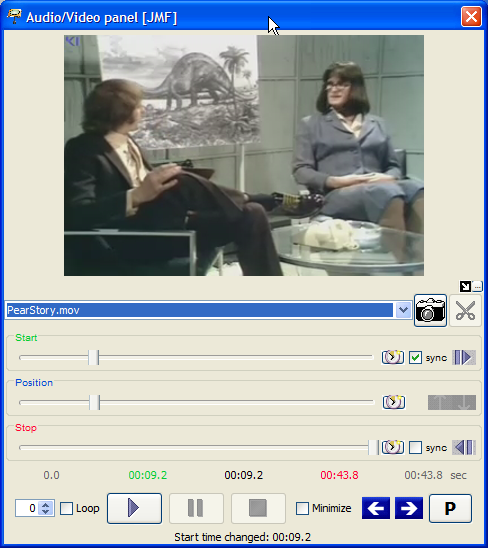 Audio/Video panel [JMF]
KI
PearStory.mov
...
Start
sync
Position
Stop
sync
0.0 00:09.2 00:09.2 00:43.8 00:43.8 sec
0 Loop Minimize P
Start time changed: 00:09.2